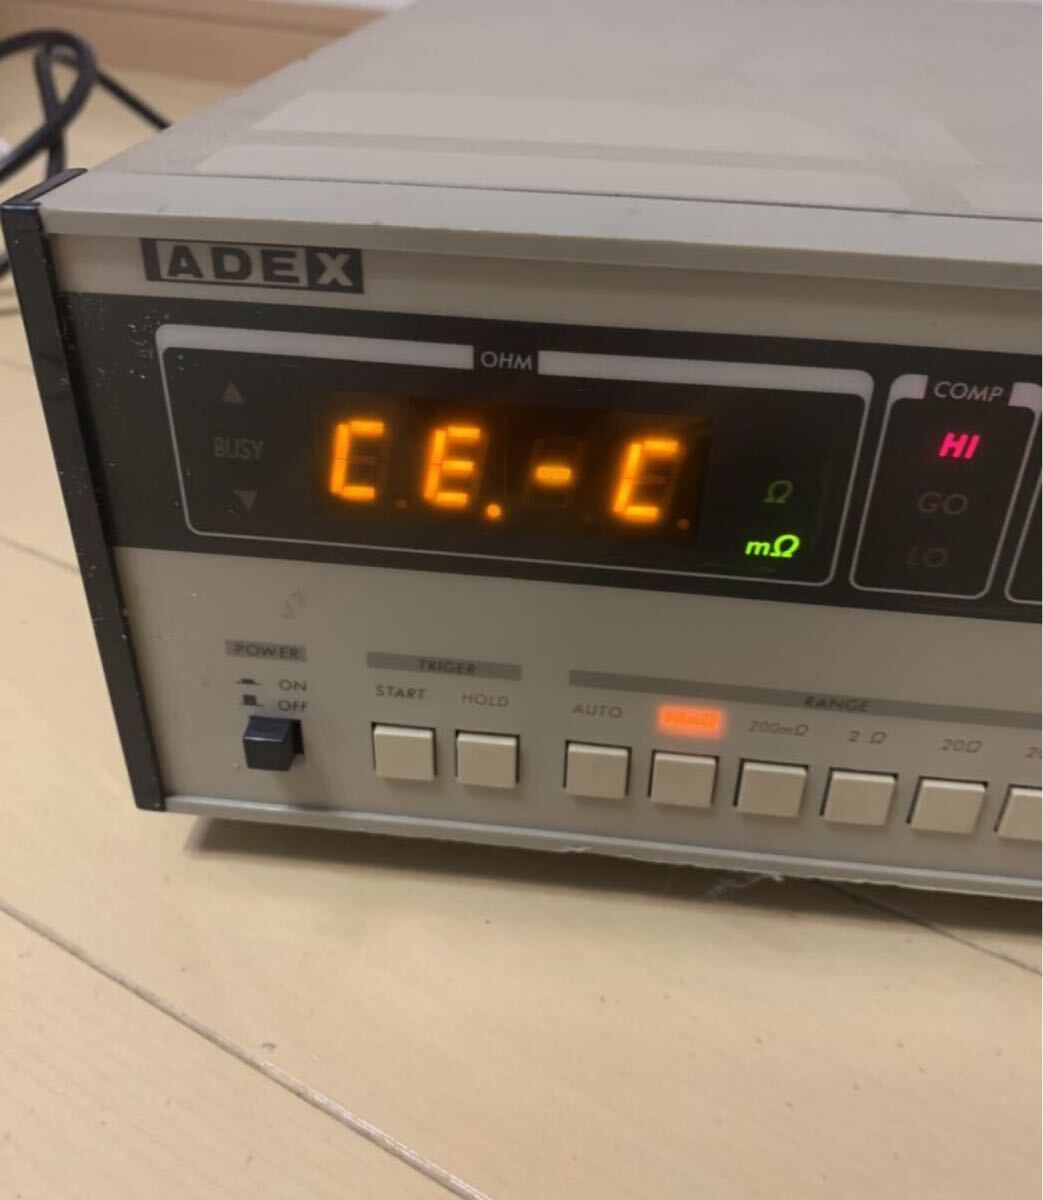 ADEX
OHM
COMP
BUSY
CE.-C
Ω
mΩ
HI
GO
LO
POWER
ON
OFF
TRIGER
START
HOLD
RANGE
AUTO
200mΩ
2 Ω
20Ω